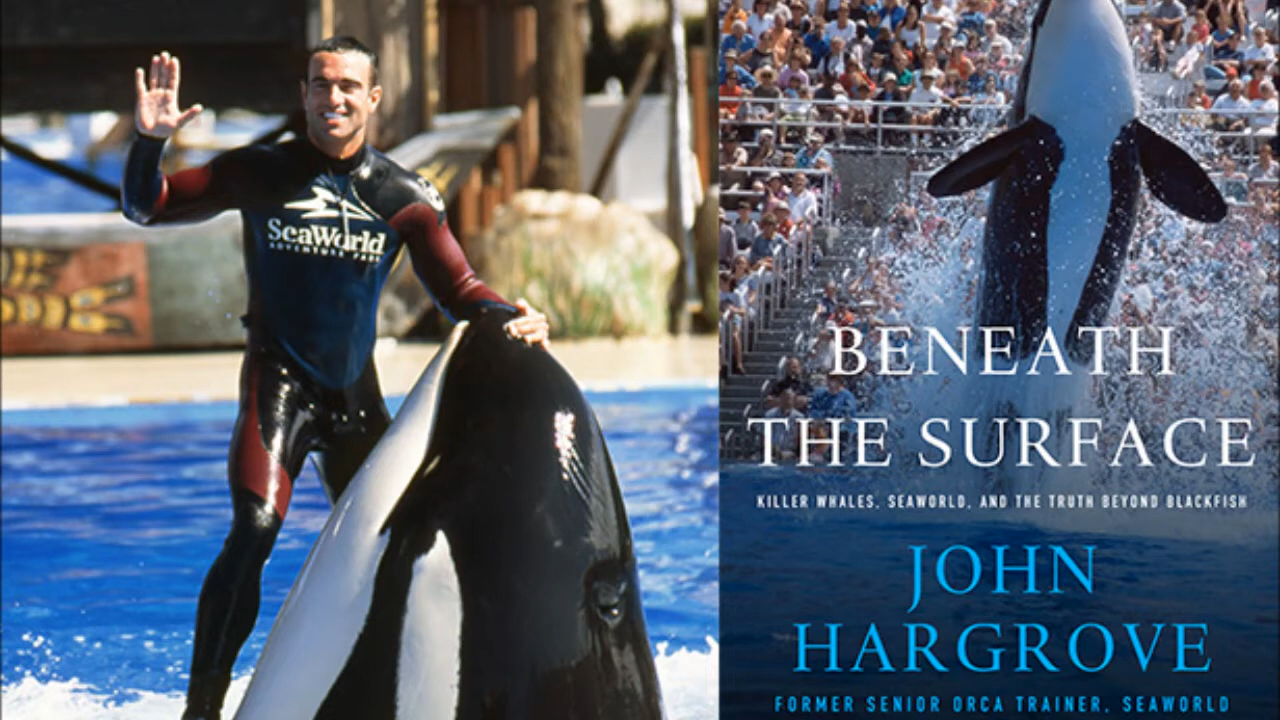 SeaWorld
ADVENTURE PARK
BENEATH
THE SURFACE
KILLER WHALES, SEAWORLD, AND THE TRUTH BEYOND BLACKFISH
JOHN
HARGROVE
FORMER SENIOR ORCA TRAINER, SEAWORLD